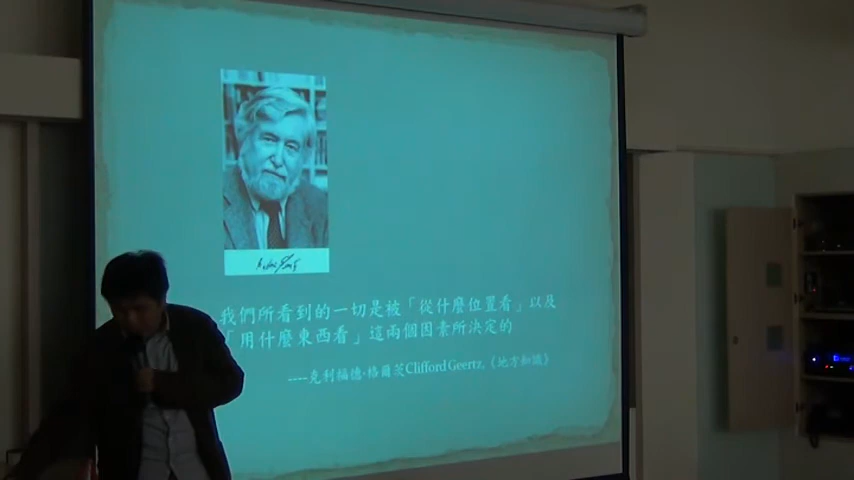 我們所看到的一切是被「從什麼位置看」以及
「用什麼東西看」這兩個因素所決定的
----克利福德·格爾茨Clifford Geertz,《地方知識》